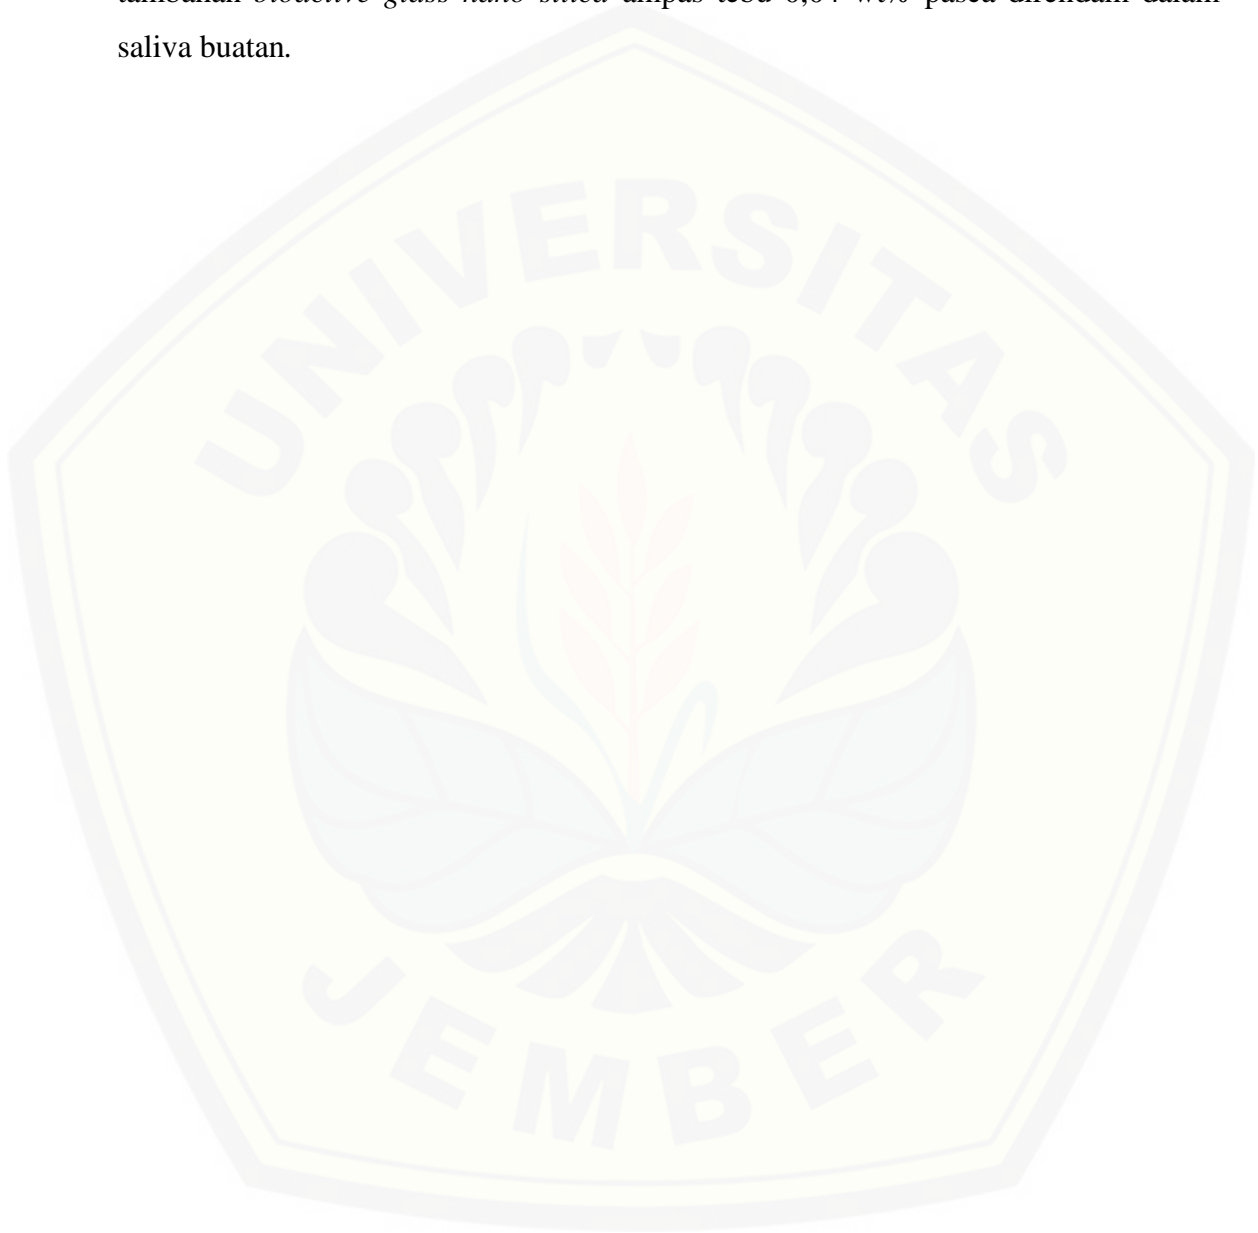 tambahan bioactive glass nano silica ampas tebu 0,04 wt% pasca direndam dalam
saliva buatan.
UNIVERSITAS
JEMBER